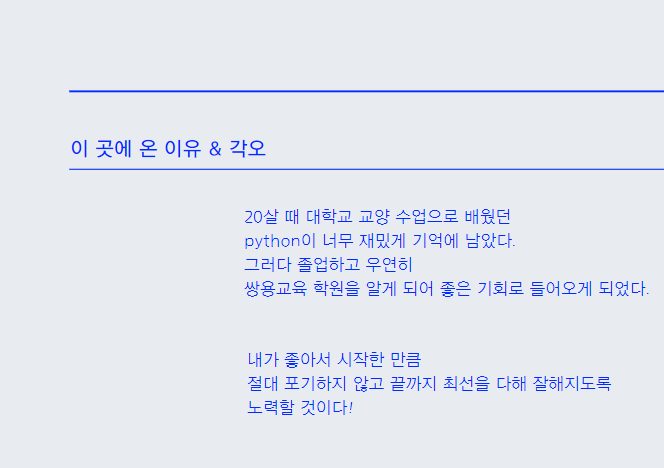 이 곳에 온 이유 & 각오
20살 때 대학교 교양 수업으로 배웠던
python이 너무 재밌게 기억에 남았다.
그러다 졸업하고 우연히
쌍용교육 학원을 알게 되어 좋은 기회로 들어오게 되었다.
내가 좋아서 시작한 만큼
절대 포기하지 않고 끝까지 최선을 다해 잘해지도록
노력할 것이다!